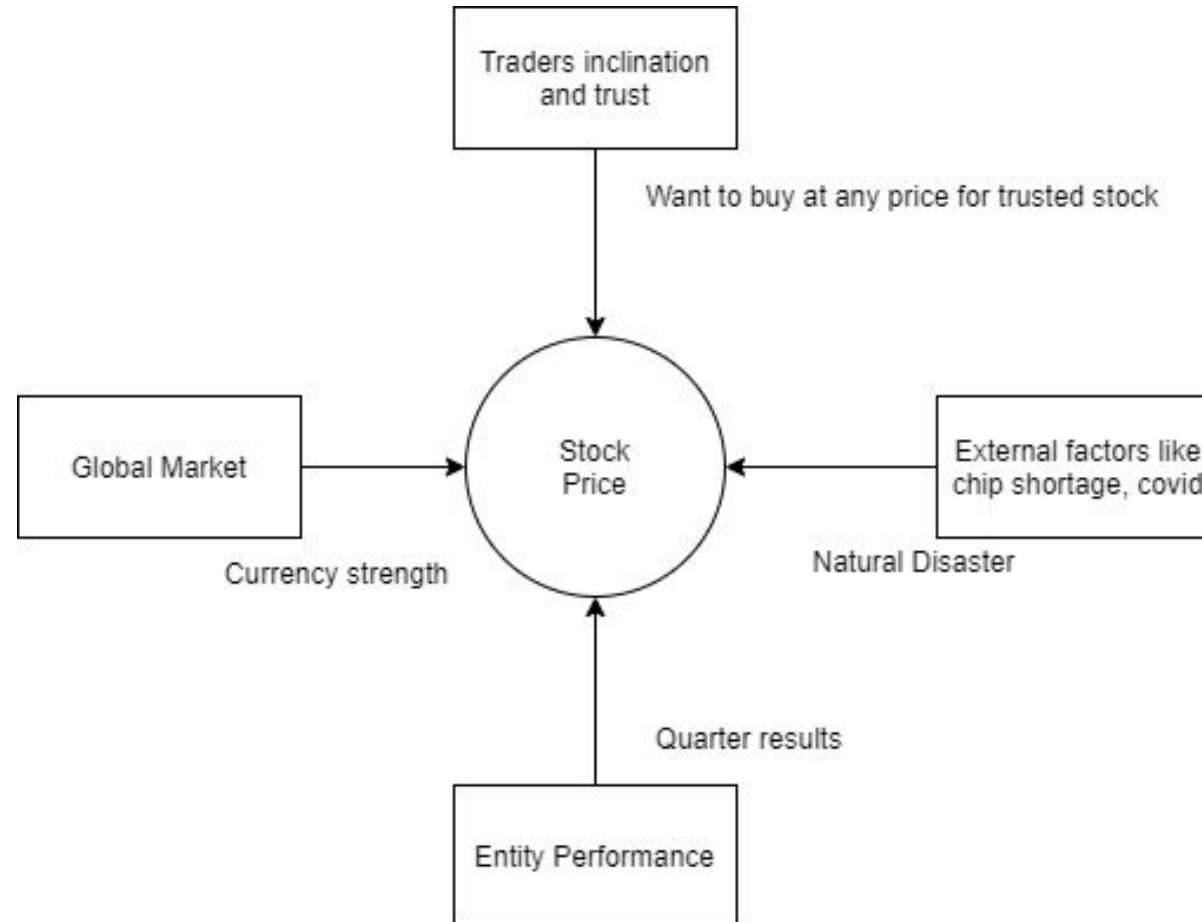 Traders inclination
and trust
Want to buy at any price for trusted stock
Global Market
Stock
Price
External factors like
chip shortage, covid
Currency strength
Natural Disaster
Quarter results
Entity Performance